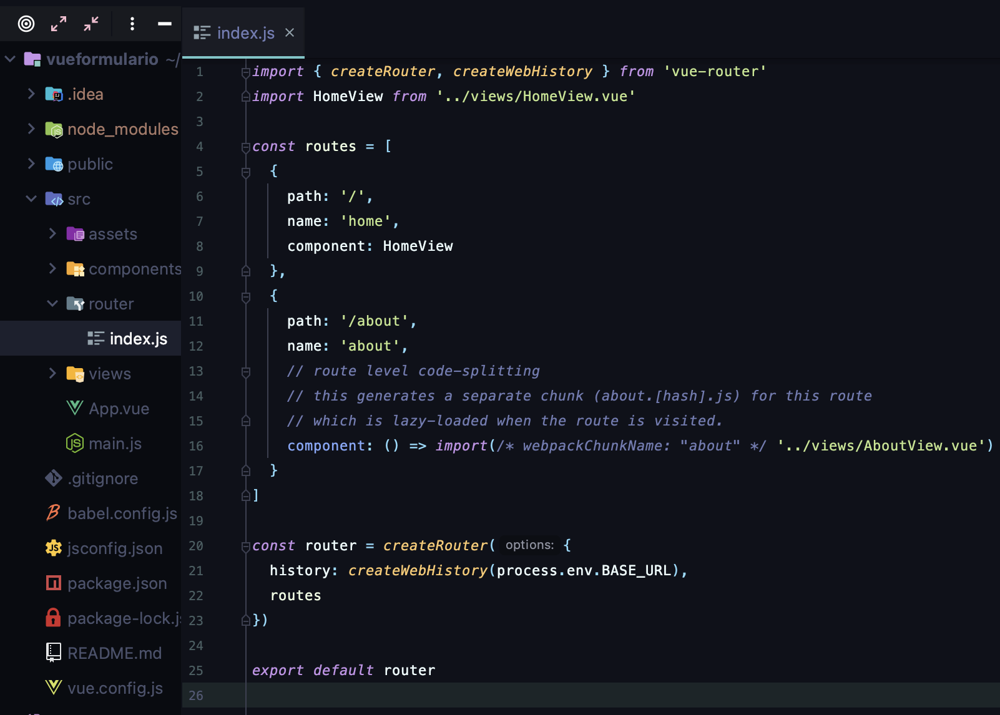 index.js
vueformulario ~/
.idea
node_modules
public
src
assets
components
router
index.js
views
App.vue
main.js
.gitignore
babel.config.js
jsconfig.json
package.json
package-lock.js
README.md
vue.config.js
1 import { createRouter, createWebHistory } from 'vue-router'
2 import HomeView from '../views/HomeView.vue'
3
4 const routes = [
5 {
6 path: '/',
7 name: 'home',
8 component: HomeView
9 },
10 {
11 path: '/about',
12 name: 'about',
13 // route level code-splitting
14 // this generates a separate chunk (about.[hash].js) for this route
15 // which is lazy-loaded when the route is visited.
16 component: () => import(/* webpackChunkName: "about" */ '../views/AboutView.vue')
17 }
18 ]
19
20 const router = createRouter( options: {
21 history: createWebHistory(process.env.BASE_URL),
22 routes
23 })
24
25 export default router
26